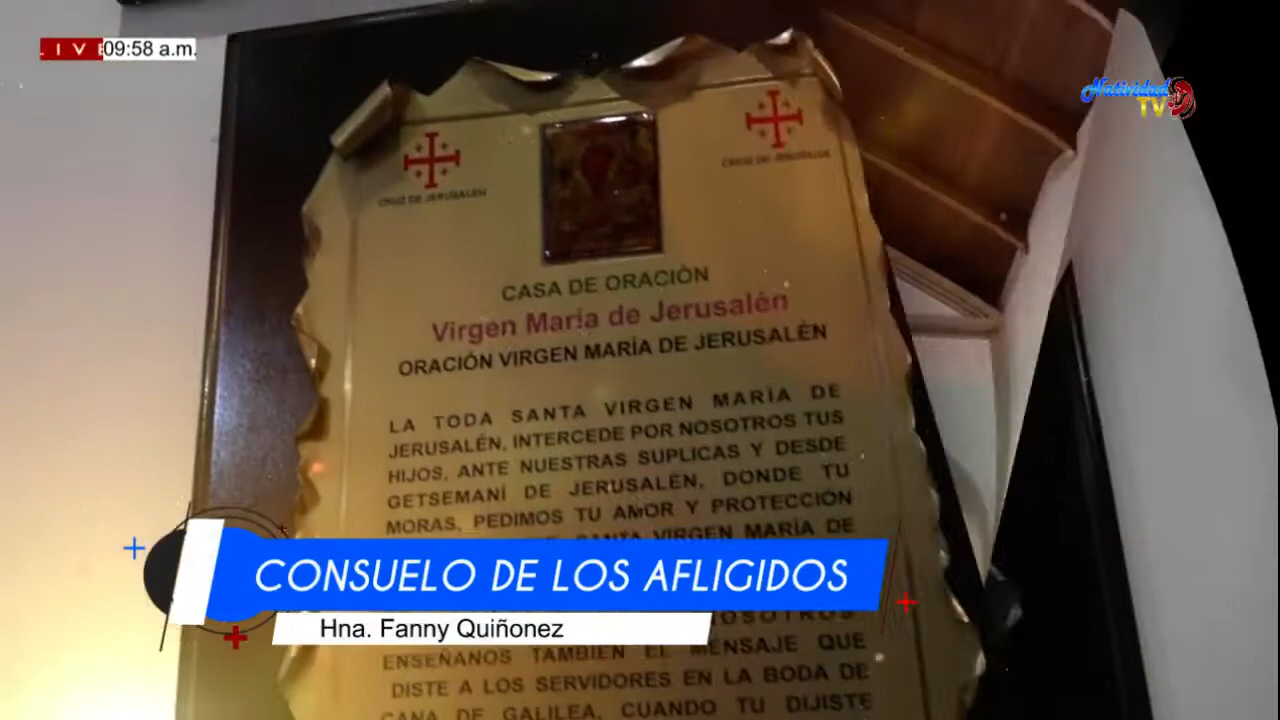 LIVE 09:58 a.m.
Natividad
TV
CRUZ DE JERUSALÉN
CRUZ DE JERUSALÉN
CASA DE ORACIÓN
Virgen María de Jerusalén
ORACIÓN VIRGEN MARÍA DE JERUSALÉN
LA TODA SANTA VIRGEN MARÍA DE
JERUSALÉN, INTERCEDE POR NOSOTROS TUS
HIJOS, ANTE NUESTRAS SUPLICAS Y DESDE
GETSEMANÍ DE JERUSALÉN, DONDE TU
MORAS, PEDIMOS TU AMOR Y PROTECCIÓN
SANTA VIRGEN MARÍA DE
CONSUELO DE LOS AFLIGIDOS
NOSOTROS
Hna. Fanny Quiñonez
ENSEÑANOS TAMBIEN EL MENSAJE QUE
DISTE A LOS SERVIDORES EN LA BODA DE
CANA DE GALILEA, CUANDO TU DIJISTE